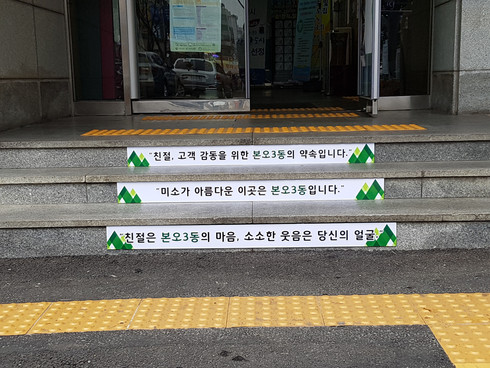 "친절, 고객 감동을 위한 본오3동의 약속입니다."
"미소가 아름다운 이곳은 본오3동입니다."
"친절은 본오3동의 마음, 소소한 웃음은 당신의 얼굴